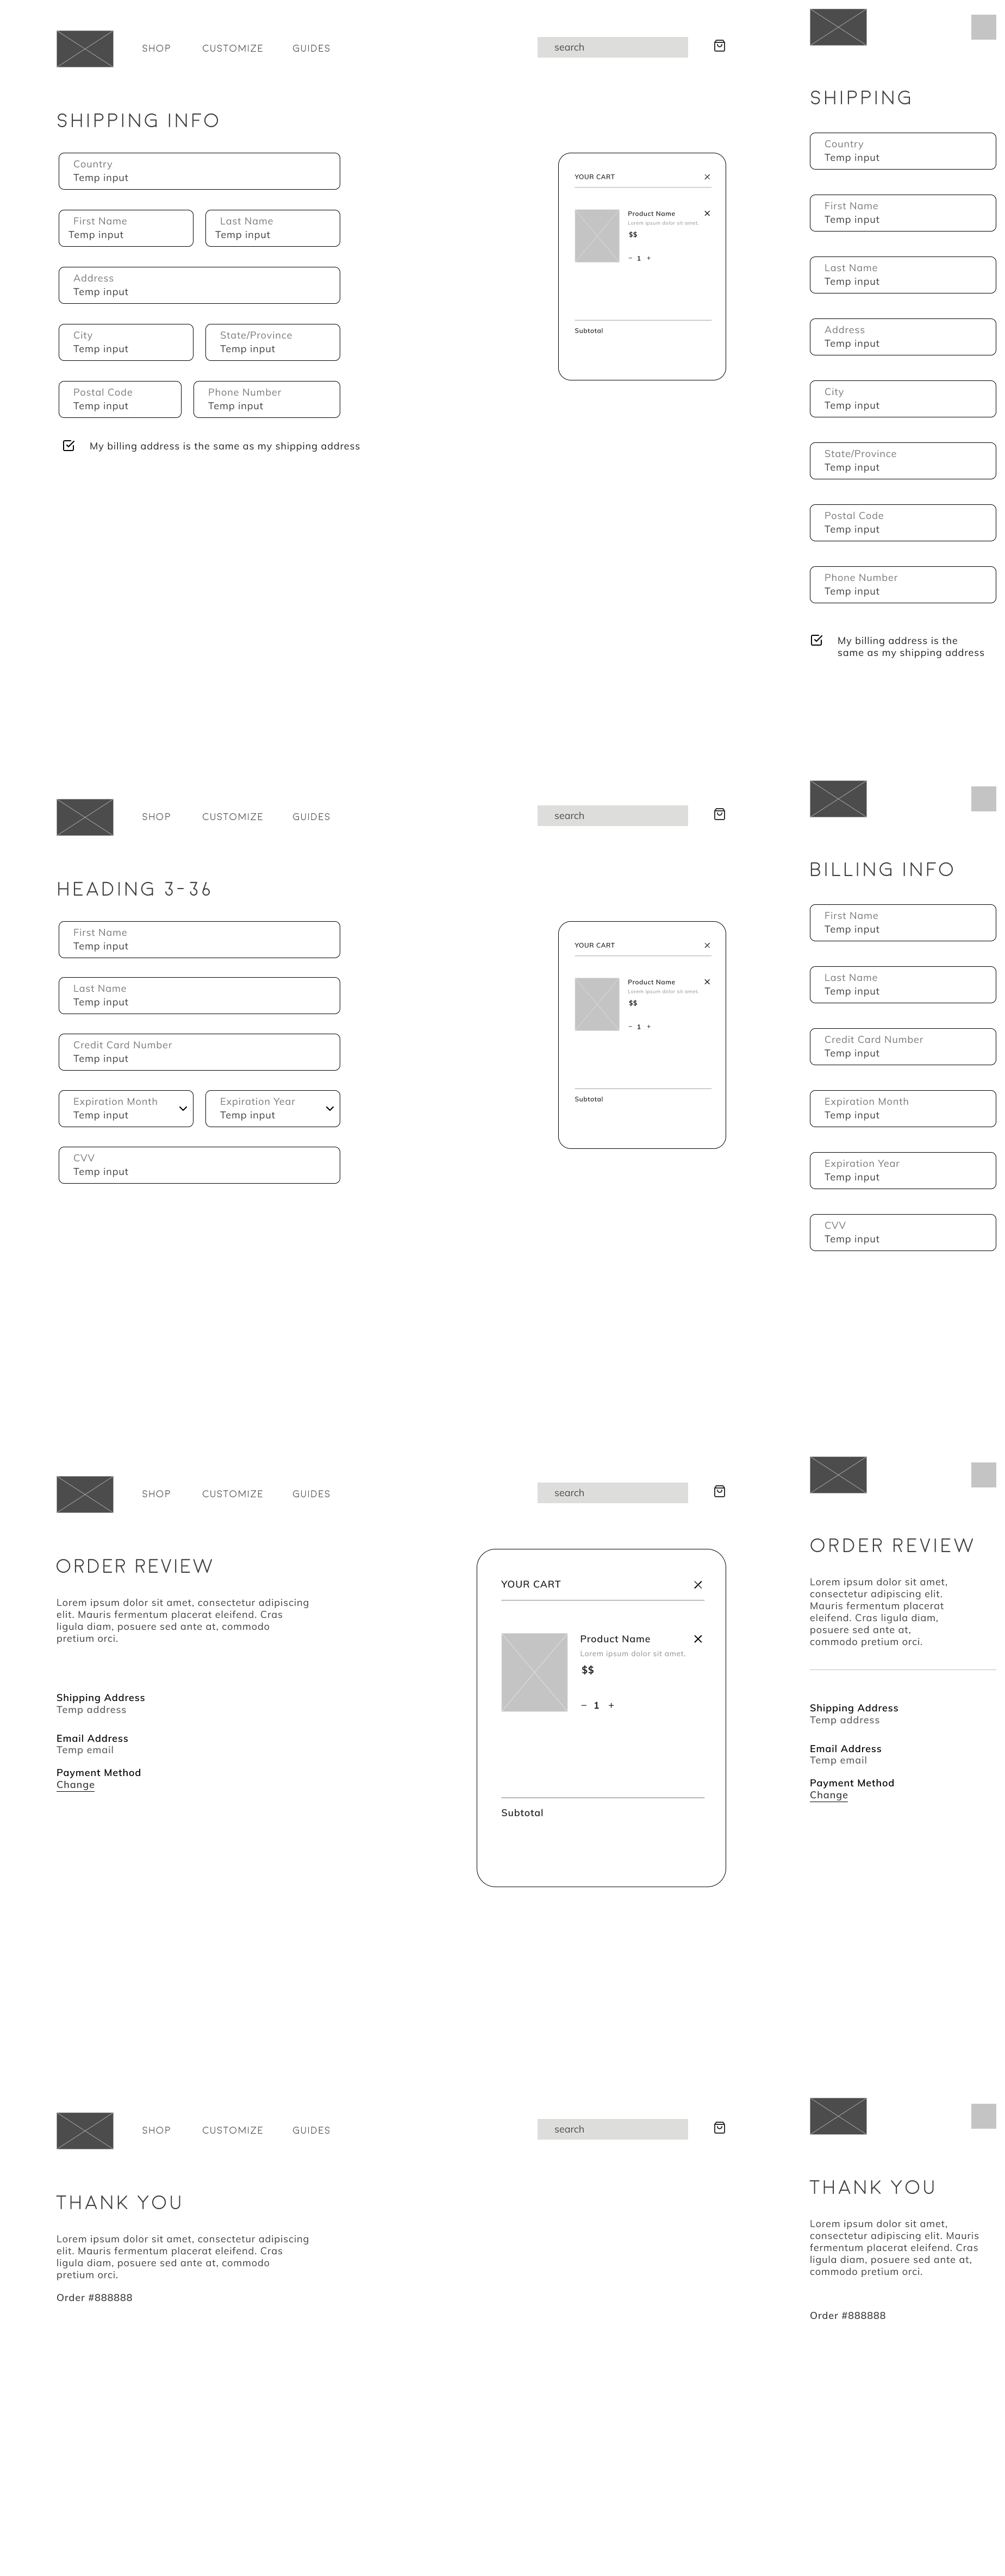 SHOP CUSTOMIZE GUIDES
search
SHIPPING INFO
Country
Temp input
First Name
Temp input
Last Name
Temp input
Address
Temp input
City
Temp input
State/Province
Temp input
Postal Code
Temp input
Phone Number
Temp input
My billing address is the same as my shipping address
YOUR CART
Product Name
Lorem ipsum dolor sit amet.
$$
− 1 +
Subtotal
SHIPPING
Country
Temp input
First Name
Temp input
Last Name
Temp input
Address
Temp input
City
Temp input
State/Province
Temp input
Postal Code
Temp input
Phone Number
Temp input
My billing address is the
same as my shipping address
SHOP CUSTOMIZE GUIDES
search
HEADING 3-36
First Name
Temp input
Last Name
Temp input
Credit Card Number
Temp input
Expiration Month
Temp input
Expiration Year
Temp input
CVV
Temp input
YOUR CART
Product Name
Lorem ipsum dolor sit amet.
$$
− 1 +
Subtotal
BILLING INFO
First Name
Temp input
Last Name
Temp input
Credit Card Number
Temp input
Expiration Month
Temp input
Expiration Year
Temp input
CVV
Temp input
SHOP CUSTOMIZE GUIDES
search
ORDER REVIEW
Lorem ipsum dolor sit amet, consectetur adipiscing
elit. Mauris fermentum placerat eleifend. Cras
ligula diam, posuere sed ante at, commodo
pretium orci.
Shipping Address
Temp address
Email Address
Temp email
Payment Method
Change
YOUR CART
Product Name
Lorem ipsum dolor sit amet.
$$
− 1 +
Subtotal
ORDER REVIEW
Lorem ipsum dolor sit amet,
consectetur adipiscing elit.
Mauris fermentum placerat
eleifend. Cras ligula diam,
posuere sed ante at,
commodo pretium orci.
Shipping Address
Temp address
Email Address
Temp email
Payment Method
Change
SHOP CUSTOMIZE GUIDES
search
THANK YOU
Lorem ipsum dolor sit amet, consectetur adipiscing
elit. Mauris fermentum placerat eleifend. Cras
ligula diam, posuere sed ante at, commodo
pretium orci.
Order #888888
THANK YOU
Lorem ipsum dolor sit amet,
consectetur adipiscing elit. Mauris
fermentum placerat eleifend. Cras
ligula diam, posuere sed ante at,
commodo pretium orci.
Order #888888